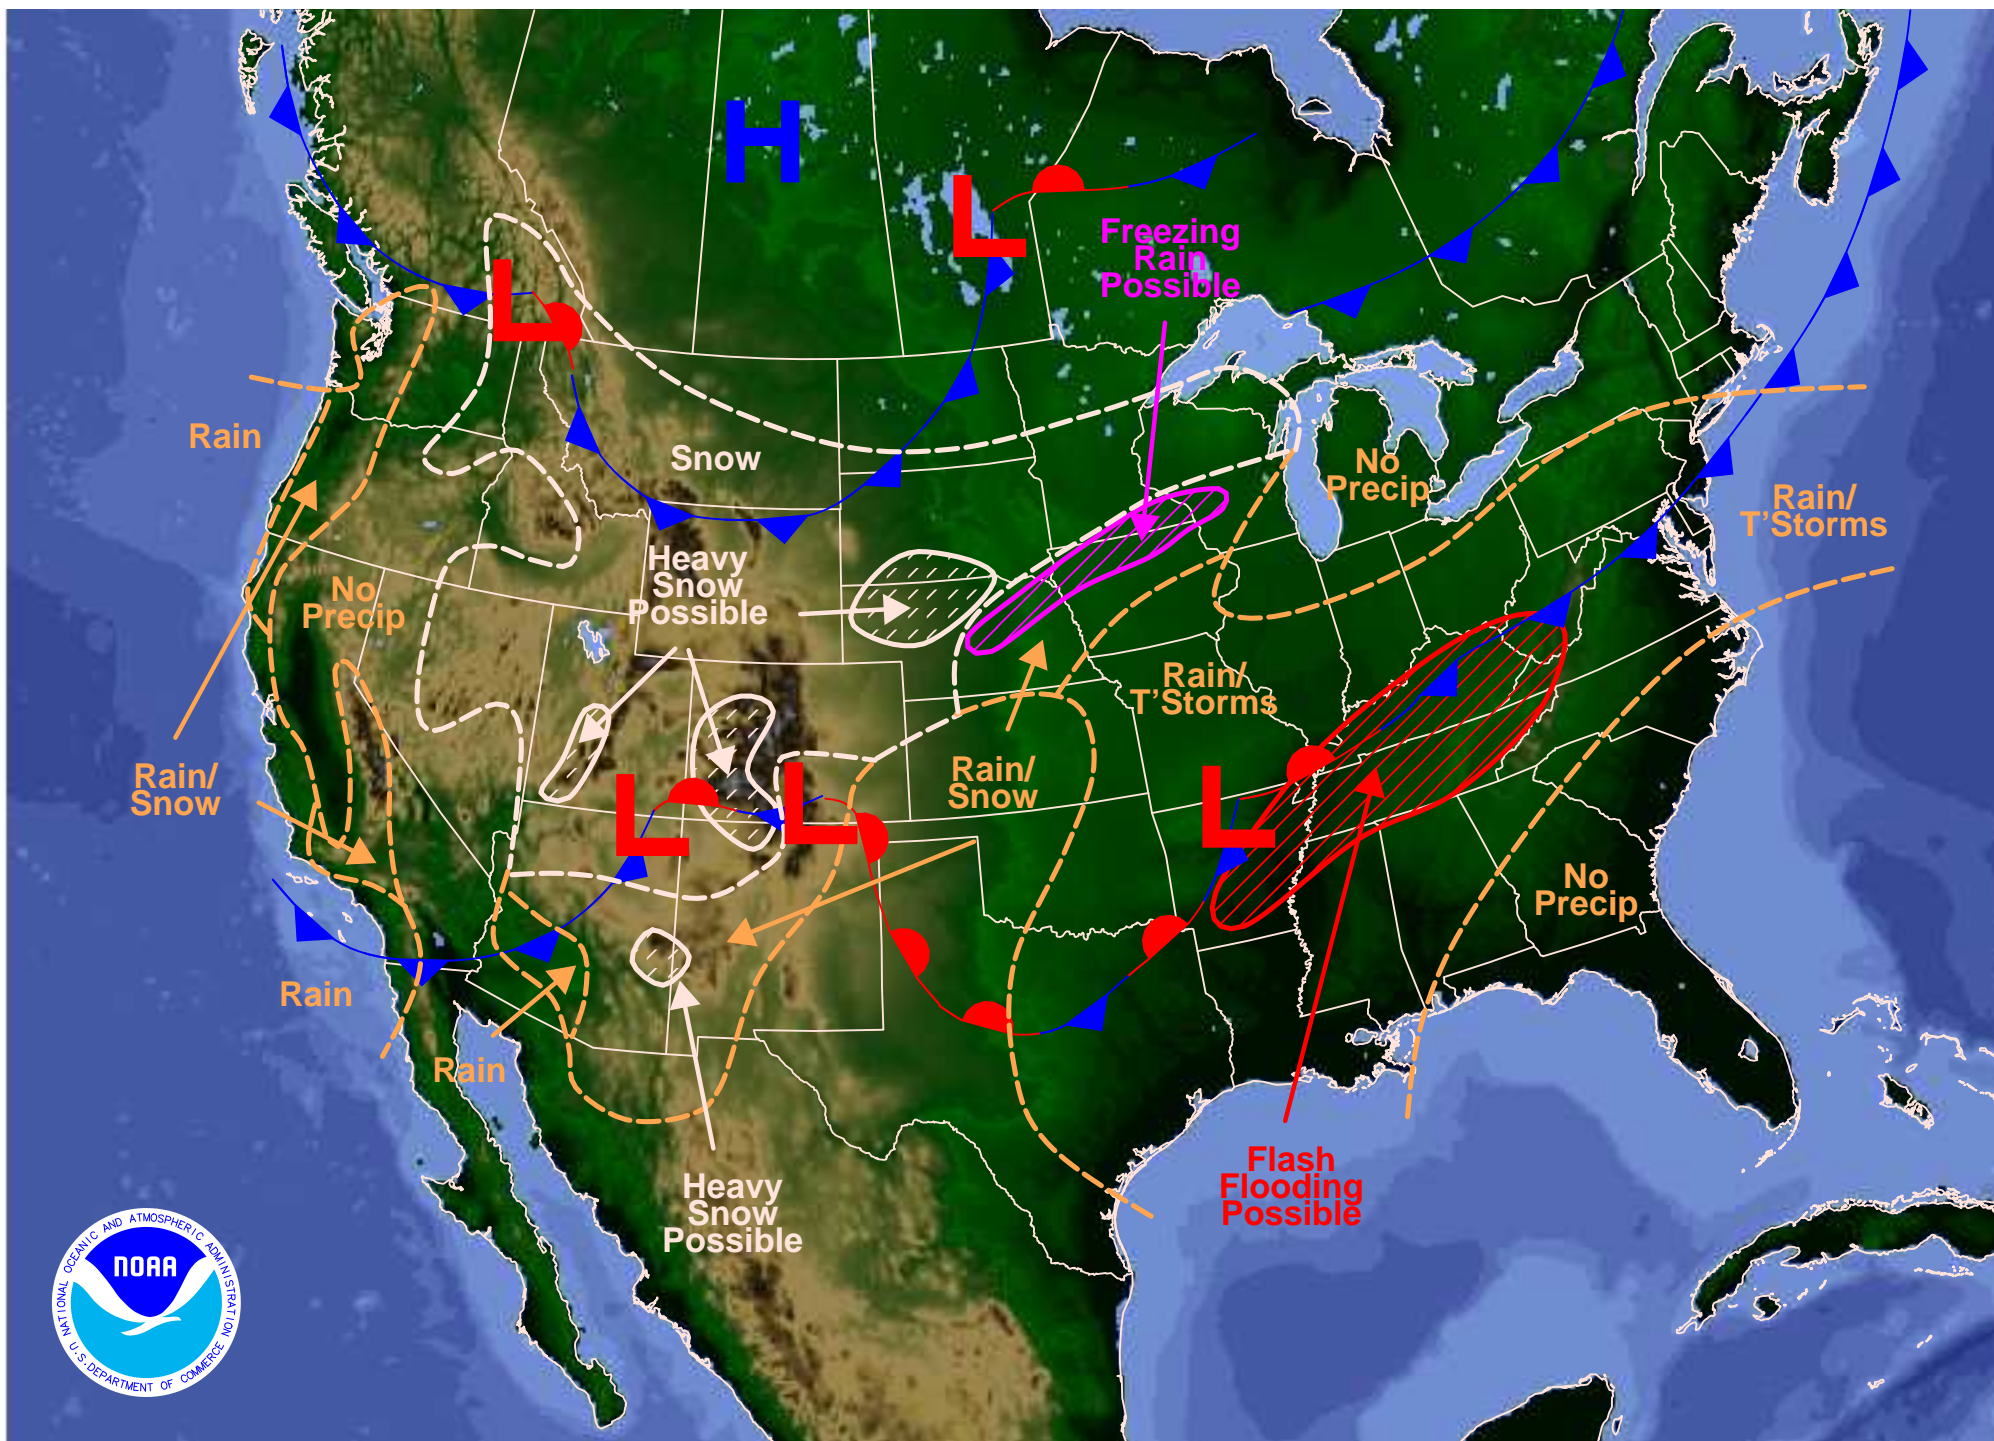 H
L
Freezing
Rain
Possible
L
Rain
Snow
No
Precip
Rain/
T'Storms
Heavy
Snow
Possible
No
Precip
Rain/
T'Storms
Rain/
Snow
Rain/
Snow
L
L
L
No
Precip
Rain
Rain
Heavy
Snow
Possible
Flash
Flooding
Possible
NATIONAL OCEANIC AND ATMOSPHERIC ADMINISTRATION
NOAA
U.S. DEPARTMENT OF COMMERCE